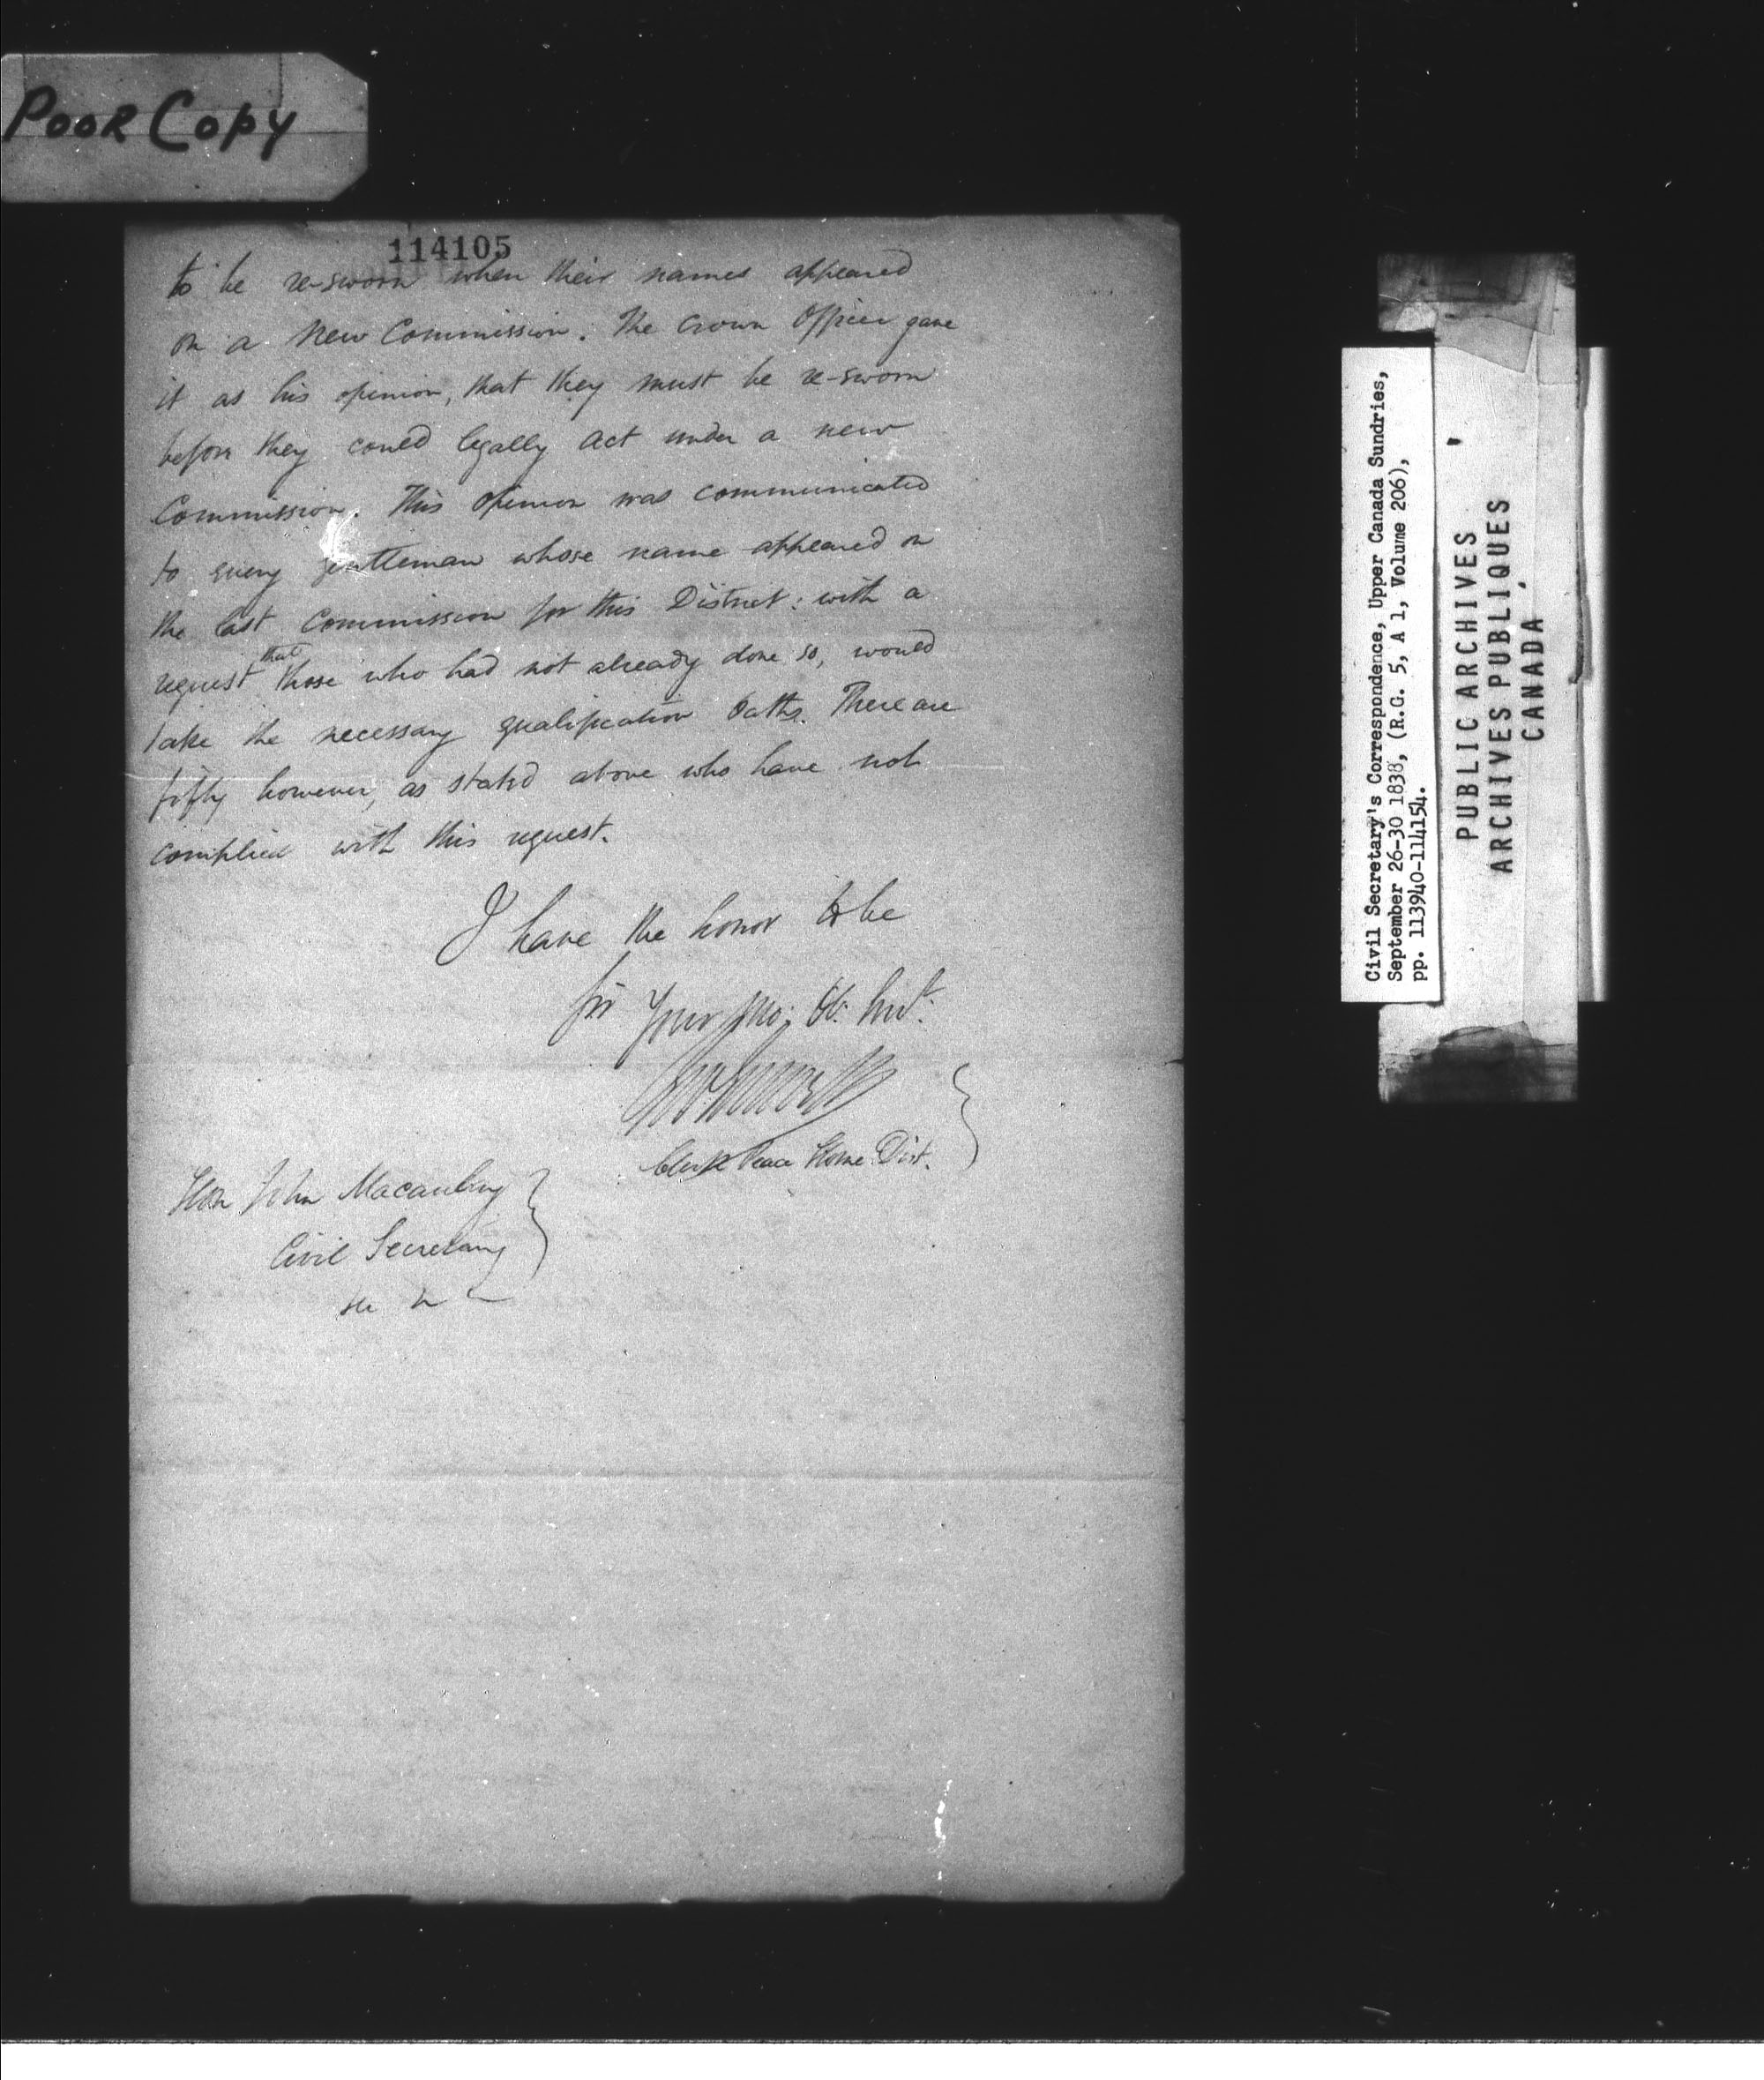 Poor Copy
114105
to be re-sworn when their names appeared
on a New Commission. The Crown Officer gave
it as his opinion, that they must be re-sworn
before they could legally act under a new
Commission. This opinion was communicated
to every gentleman whose name appeared on
the last Commission for this District: with a
request that those who had not already done so, would
take the necessary qualification Oaths. There are
fifty however, as stated above who have not
complied with this request.
I have the honor to be
Sir Your Mo. Ob. Sert.
Clerk Peace Home Dist.
Hon John Macaulay
Civil Secretary
Civil Secretary's Correspondence, Upper Canada Sundries,
September 26-30 1838, (R.G. 5, A 1, Volume 206),
pp. 113940-114154.
PUBLIC ARCHIVES
ARCHIVES PUBLIQUES
CANADA